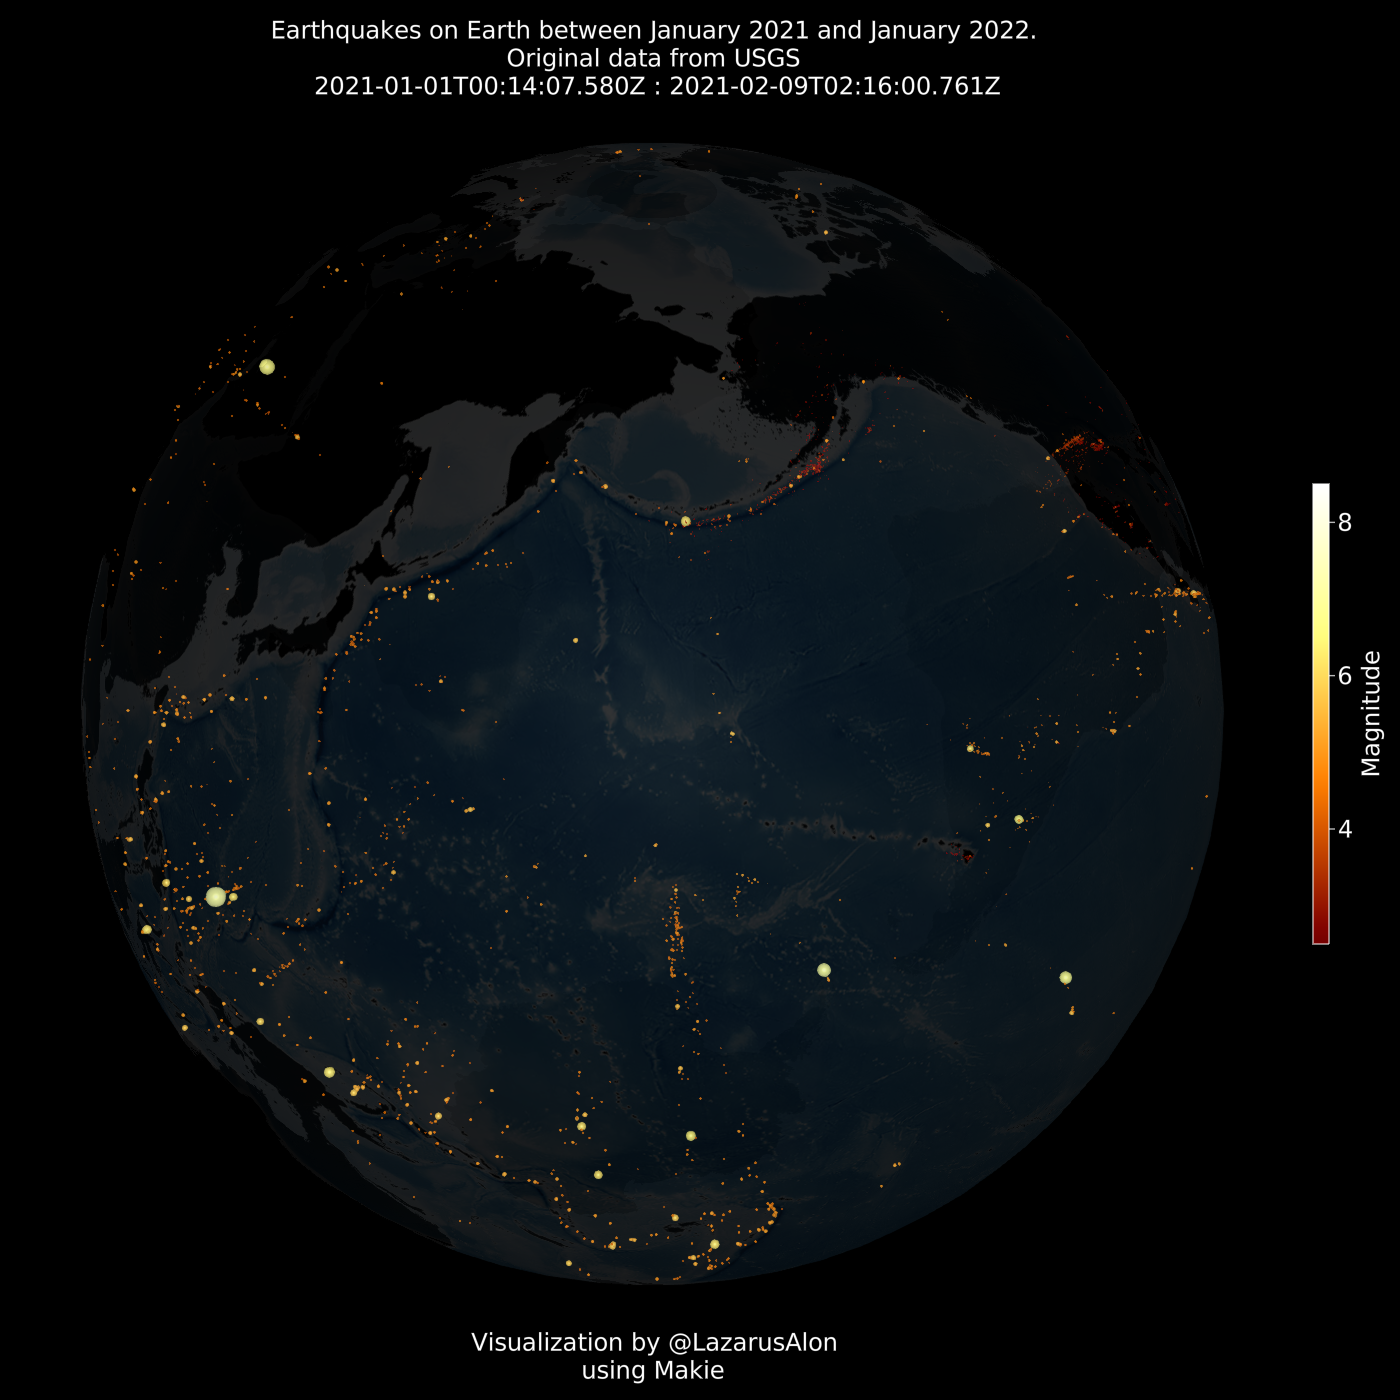 Earthquakes on Earth between January 2021 and January 2022.
Original data from USGS
2021-01-01T00:14:07.580Z : 2021-02-09T02:16:00.761Z
8
6
4
Magnitude
Visualization by @LazarusAlon
using Makie